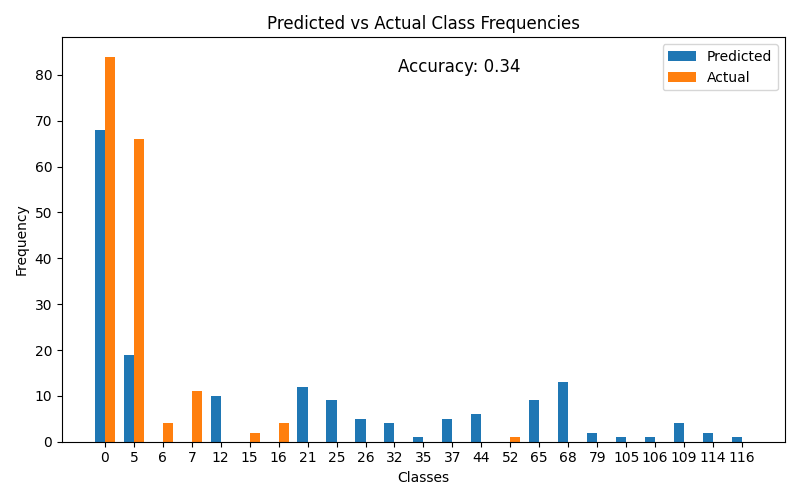 Predicted vs Actual Class Frequencies
Accuracy: 0.34
Predicted
Actual
Frequency
80
70
60
50
40
30
20
10
0
0 5 6 7 12 15 16 21 25 26 32 35 37 44 52 65 68 79 105 106 109 114 116
Classes